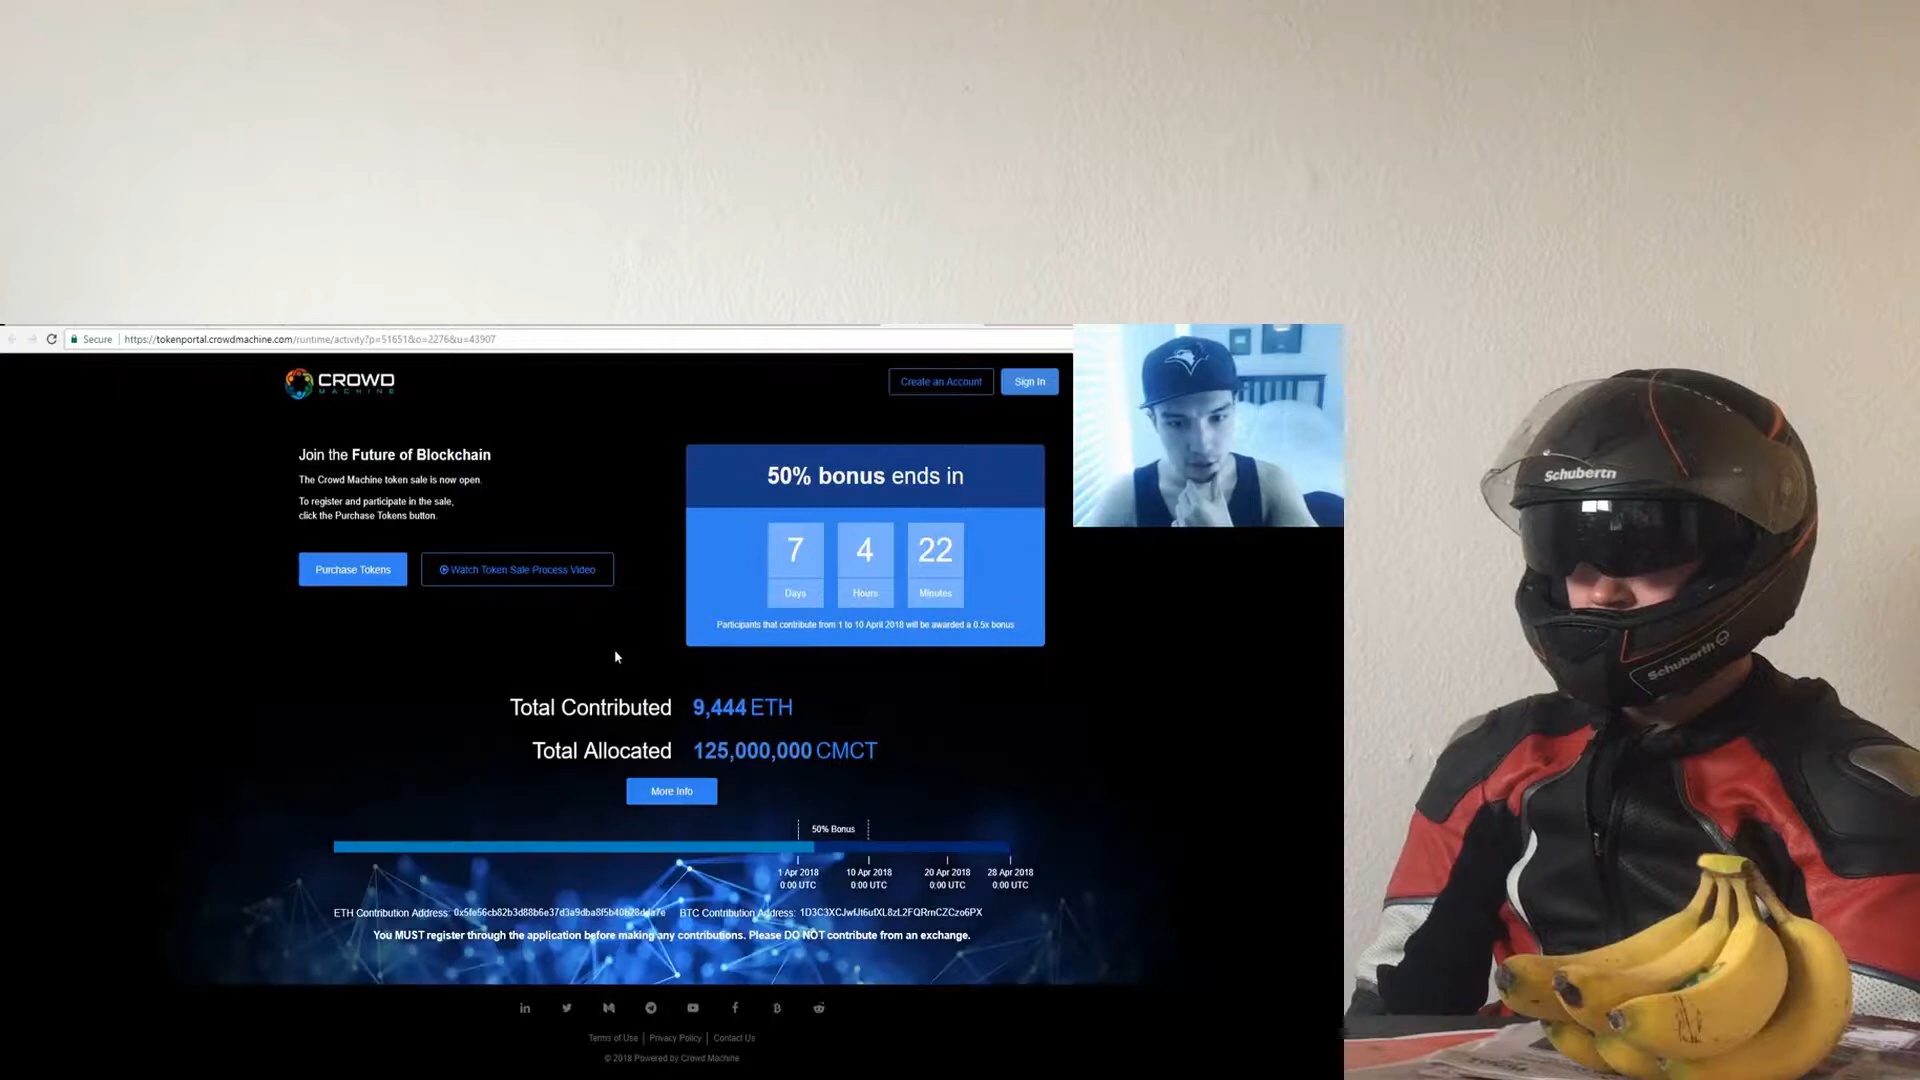 Secure https://tokenportal.crowdmachine.com/runtime/activity?p=51651&o=2276&u=43907
CROWD
MACHINE
Create an Account
Sign In
Join the Future of Blockchain
The Crowd Machine token sale is now open.
To register and participate in the sale,
click the Purchase Tokens button.
Purchase Tokens
Watch Token Sale Process Video
50% bonus ends in
7 4 22
Days Hours Minutes
Participants that contribute from 1 to 10 April 2018 will be awarded a 0.5x bonus
Total Contributed 9,444 ETH
Total Allocated 125,000,000 CMCT
More Info
50% Bonus
1 Apr 2018 10 Apr 2018 20 Apr 2018 28 Apr 2018
0:00 UTC 0:00 UTC 0:00 UTC 0:00 UTC
ETH Contribution Address: BTC Contribution Address:
You MUST register through the application before making any contributions. Please DO NOT contribute from an exchange.
Terms of Use | Privacy Policy | Contact Us
© 2018 Powered by Crowd Machine
Schuberth
Schuberth